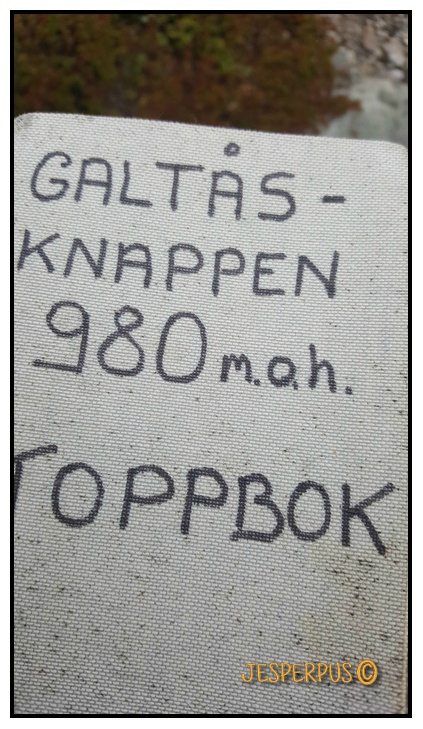 GALTÅS-
KNAPPEN
980 m.o.h.
TOPPBOK
JESPERPUS©